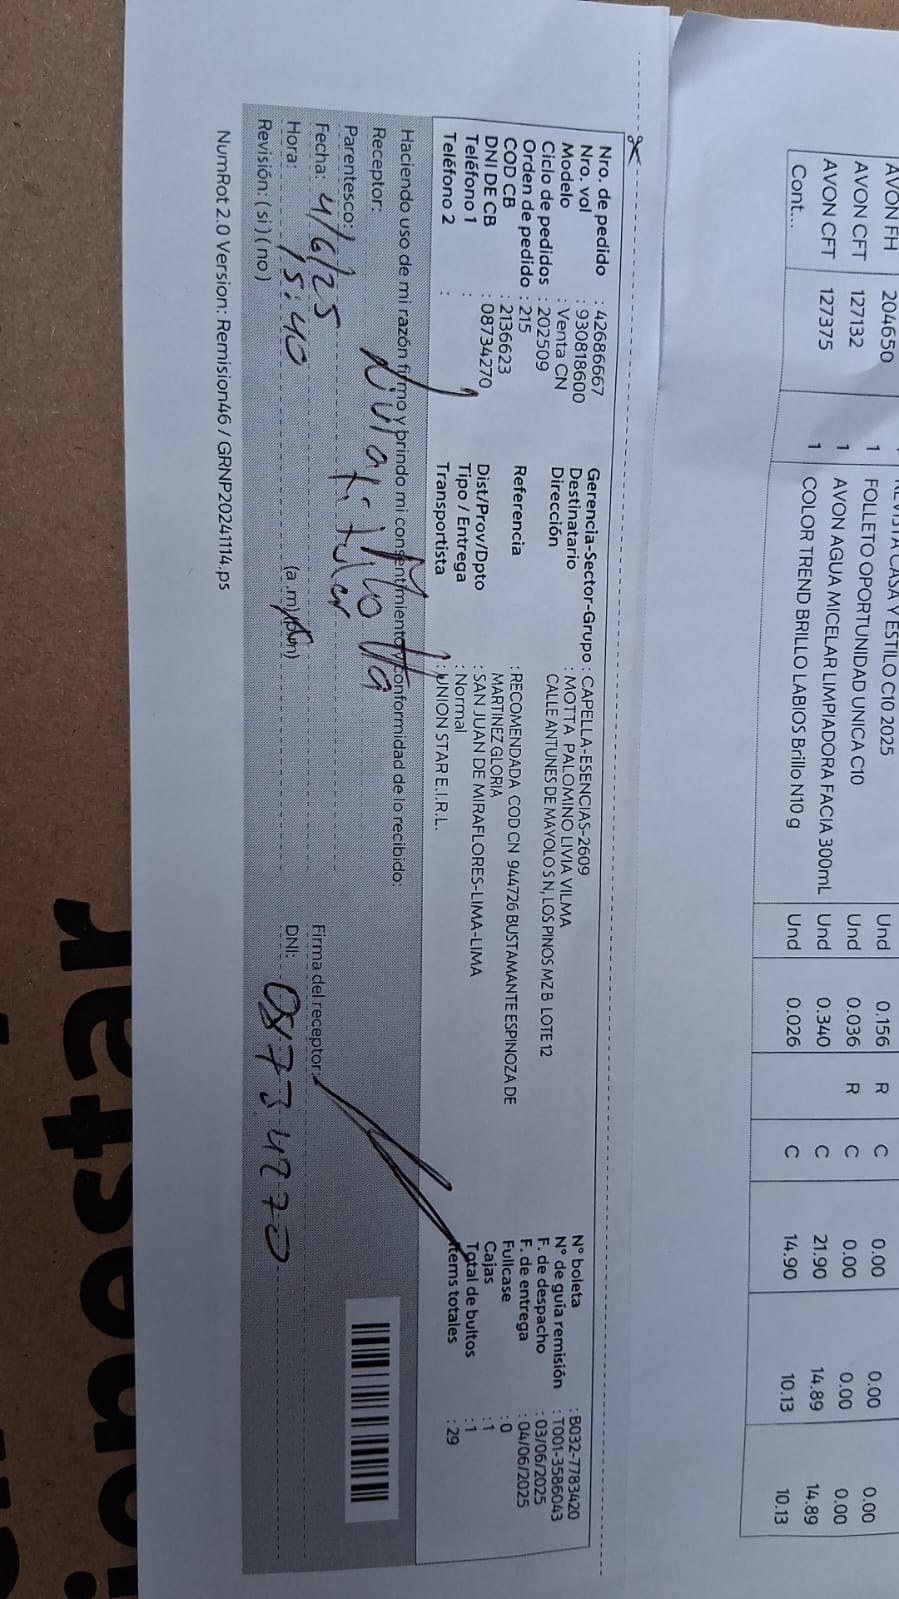 AVON FH 204650 1 REVISTA CASA Y ESTILO C10 2025 Und 0.156 R C 0.00 0.00 0.00
AVON CFT 127132 1 FOLLETO OPORTUNIDAD UNICA C10 Und 0.036 R C 0.00 0.00 0.00
AVON CFT 127375 1 AVON AGUA MICELAR LIMPIADORA FACIA 300mL Und 0.340 C 21.90 14.89 14.89
Cont... 1 COLOR TREND BRILLO LABIOS Brillo N10 g Und 0.026 C 14.90 10.13 10.13
Nro. de pedido : 42686667 Gerencia-Sector-Grupo : CAPELLA-ESENCIAS-2609 N° boleta : B032-7783420
Nro. vol : 930818600 Destinatario : MOTTA PALOMINO LIVIA VILMA N° de guía remisión : T001-3586043
Modelo : Venta CN Dirección CALLE ANTUNES DE MAYOLO S N, LOS PINOS MZ B LOTE 12 F. de despacho : 03/06/2025
Ciclo de pedidos : 202509 F. de entrega : 04/06/2025
Orden de pedido : 215 Referencia : RECOMENDADA COD CN 944726 BUSTAMANTE ESPINOZA DE Fullcase : 0
COD CB : 2136623 MARTINEZ GLORIA Cajas : 1
DNI DE CB : 08734270 Dist/Prov/Dpto : SAN JUAN DE MIRAFLORES-LIMA-LIMA Total de bultos : 1
Teléfono 1 : Tipo / Entrega : Normal Items totales : 29
Teléfono 2 : Transportista : UNION STAR E.I.R.L.
Haciendo uso de mi razón firmo y brindo mi consentimiento y conformidad de lo recibido:
Receptor: Motta
Parentesco:
Fecha: 4/6/25 Firma del receptor:
Hora: 15:40 (a.m) (p.m) DNI: 08734270
Revisión: ( si ) ( no )
NumRot 2.0 Version: Remision46 / GRNP20241114.ps